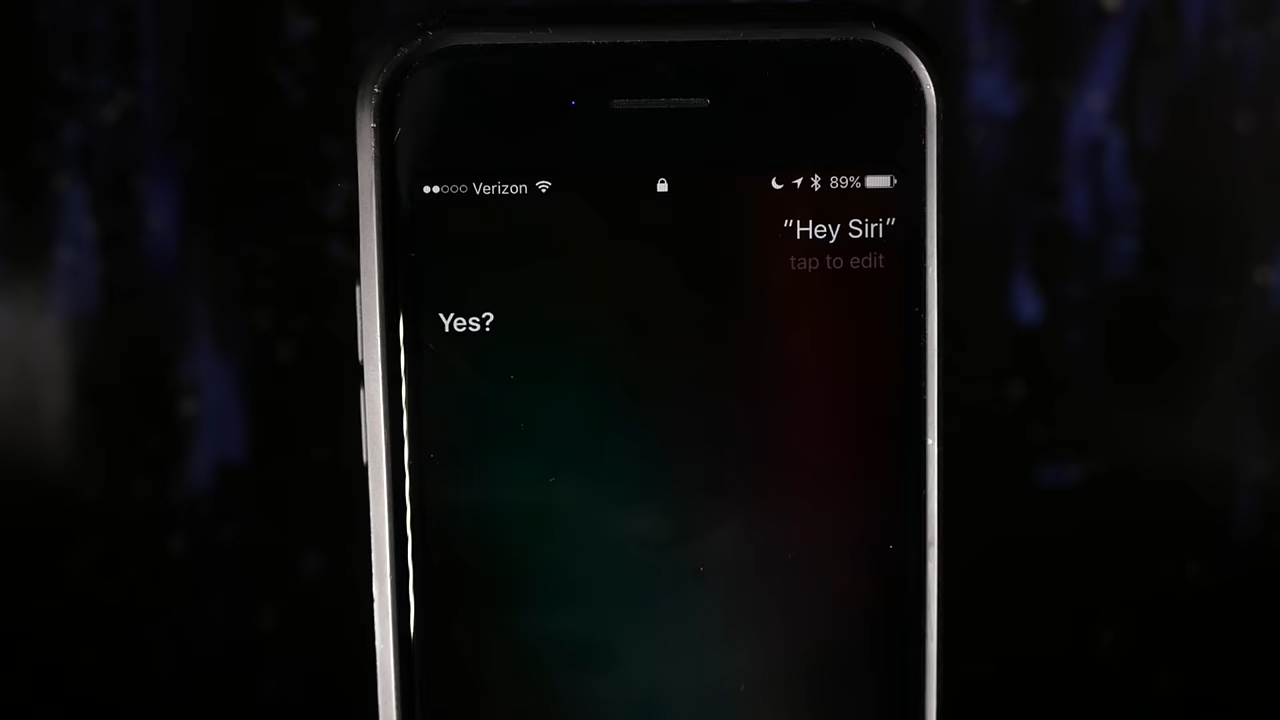 Verizon 89%
“Hey Siri”
tap to edit
Yes?